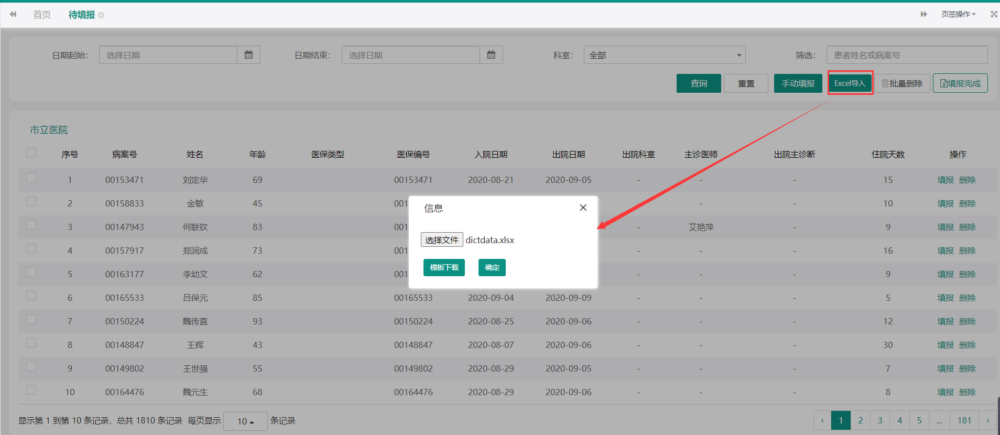 首页 待填报 页签操作
日期起始： 选择日期 日期结束： 选择日期 科室： 全部 筛选： 患者姓名或病案号
查询 重置 手动填报 Excel导入 批量删除 填报完成
市立医院
序号 病案号 姓名 年龄 医保类型 医保编号 入院日期 出院日期 出院科室 主诊医师 出院主诊断 住院天数 操作
1 00153471 刘定华 69 00153471 2020-08-21 2020-09-05 - - - 15 填报 删除
2 00158833 金敏 45 001 - - - 10 填报 删除
3 00147943 何联钦 83 001 - 艾艳萍 - 9 填报 删除
4 00157917 郑润成 73 001 - - - 16 填报 删除
5 00163177 李幼文 62 001 - - - 9 填报 删除
信息
选择文件 dictdata.xlsx
模板下载 确定
6 00165533 吕保元 85 00165533 2020-09-04 2020-09-09 - - - 5 填报 删除
7 00150224 魏传直 93 00150224 2020-08-25 2020-09-06 - - - 12 填报 删除
8 00148847 王辉 43 00148847 2020-08-07 2020-09-06 - - - 30 填报 删除
9 00149802 王世强 55 00149802 2020-08-29 2020-09-05 - - - 7 填报 删除
10 00164476 魏元生 68 00164476 2020-08-29 2020-09-06 - - - 8 填报 删除
显示第 1 到第 10 条记录，总共 1810 条记录 每页显示 10 条记录 ‹ 1 2 3 4 5 ... 181 ›